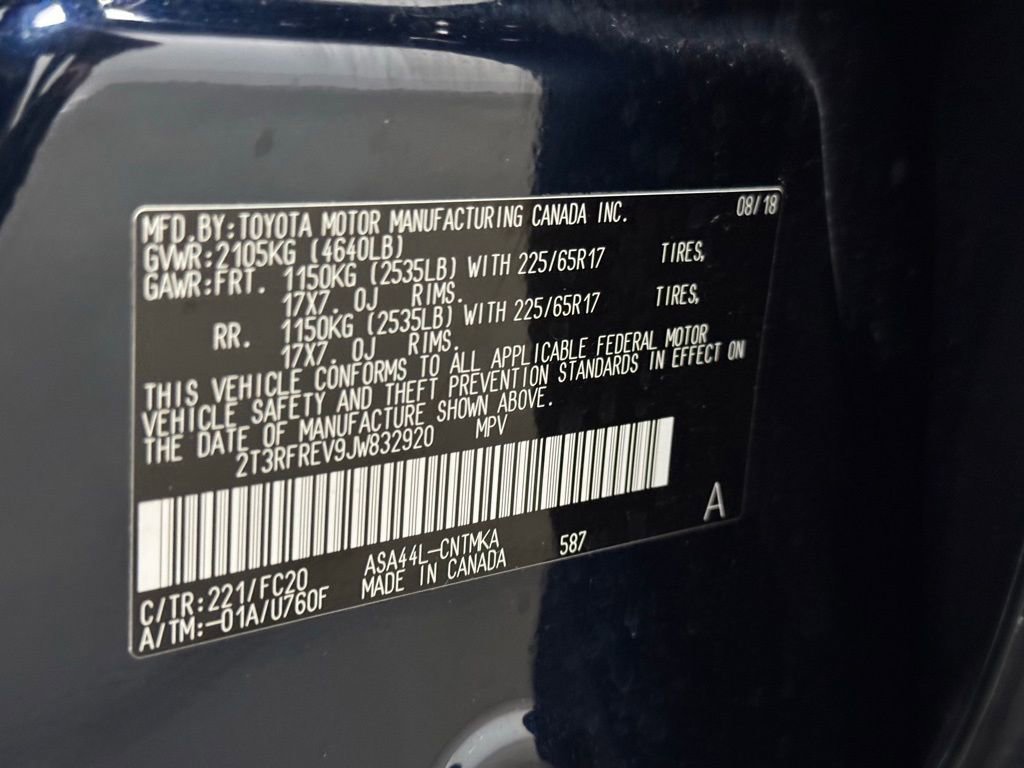 MFD. BY: TOYOTA MOTOR MANUFACTURING CANADA INC. 08/18
GVWR: 2105KG (4640LB)
GAWR: FRT. 1150KG (2535LB) WITH 225/65R17 TIRES,
17X7. 0J RIMS.
RR. 1150KG (2535LB) WITH 225/65R17 TIRES,
17X7. 0J RIMS.
THIS VEHICLE CONFORMS TO ALL APPLICABLE FEDERAL MOTOR
VEHICLE SAFETY AND THEFT PREVENTION STANDARDS IN EFFECT ON
THE DATE OF MANUFACTURE SHOWN ABOVE.
2T3RFREV9JW832920 MPV
A
ASA44L-CNTMKA 587
C/TR: 221/FC20 MADE IN CANADA
A/TM: -01A/U760F